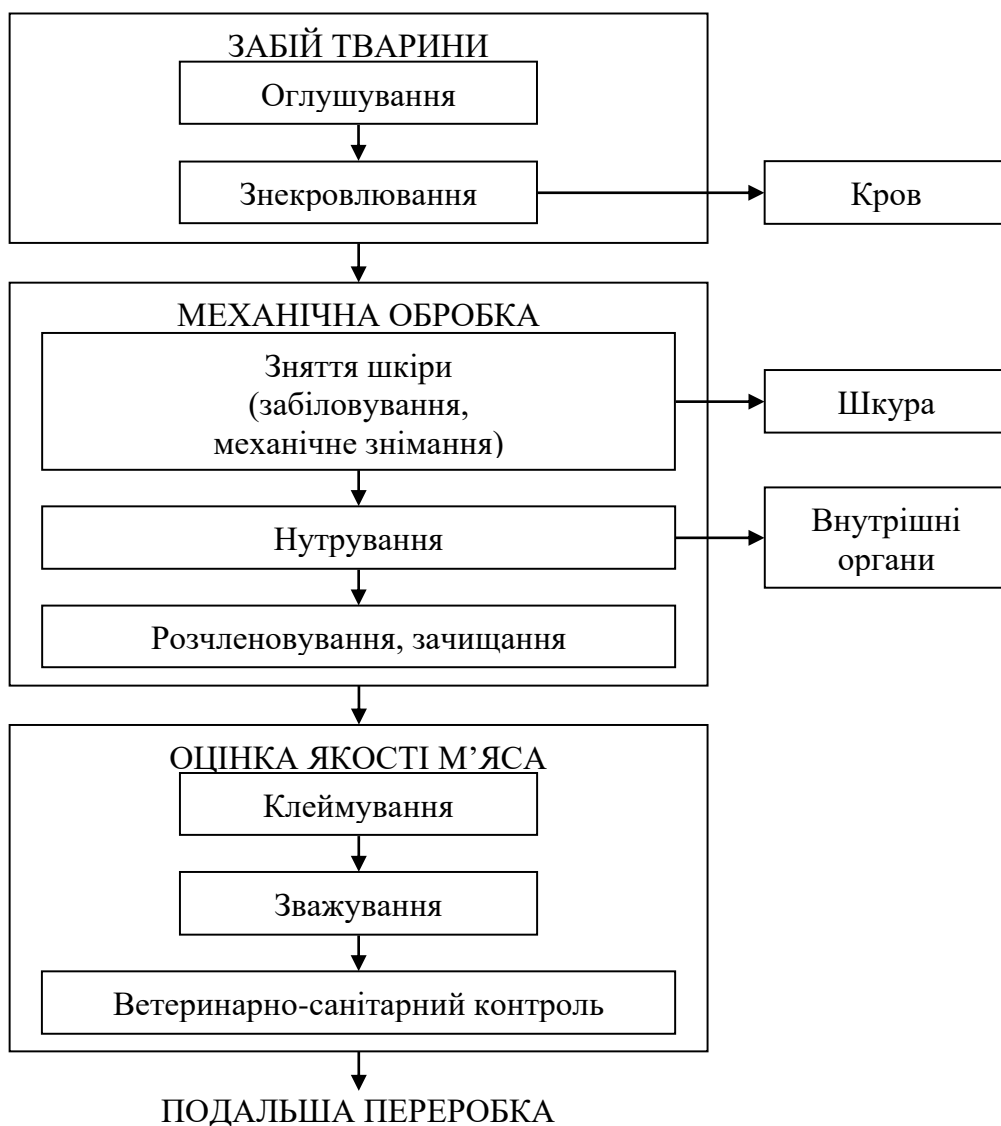 ЗАБІЙ ТВАРИНИ
Оглушування
Знекровлювання
Кров
МЕХАНІЧНА ОБРОБКА
Зняття шкіри
(забіловування,
механічне знімання)
Шкура
Нутрування
Внутрішні
органи
Розчленовування, зачищання
ОЦІНКА ЯКОСТІ М’ЯСА
Клеймування
Зважування
Ветеринарно-санітарний контроль
ПОДАЛЬША ПЕРЕРОБКА